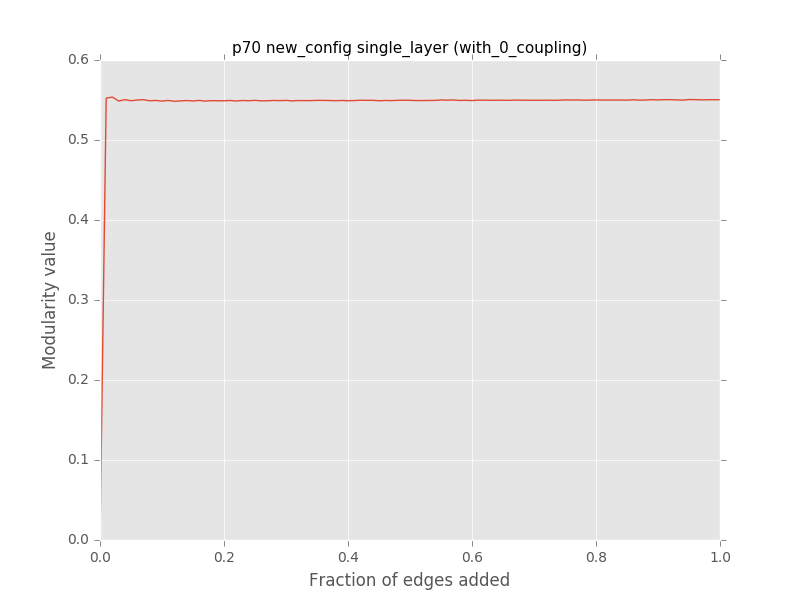 p70 new_config single_layer (with_0_coupling)
0.6
0.5
0.4
0.3
0.2
0.1
0.0
Modularity value
0.0 0.2 0.4 0.6 0.8 1.0
Fraction of edges added